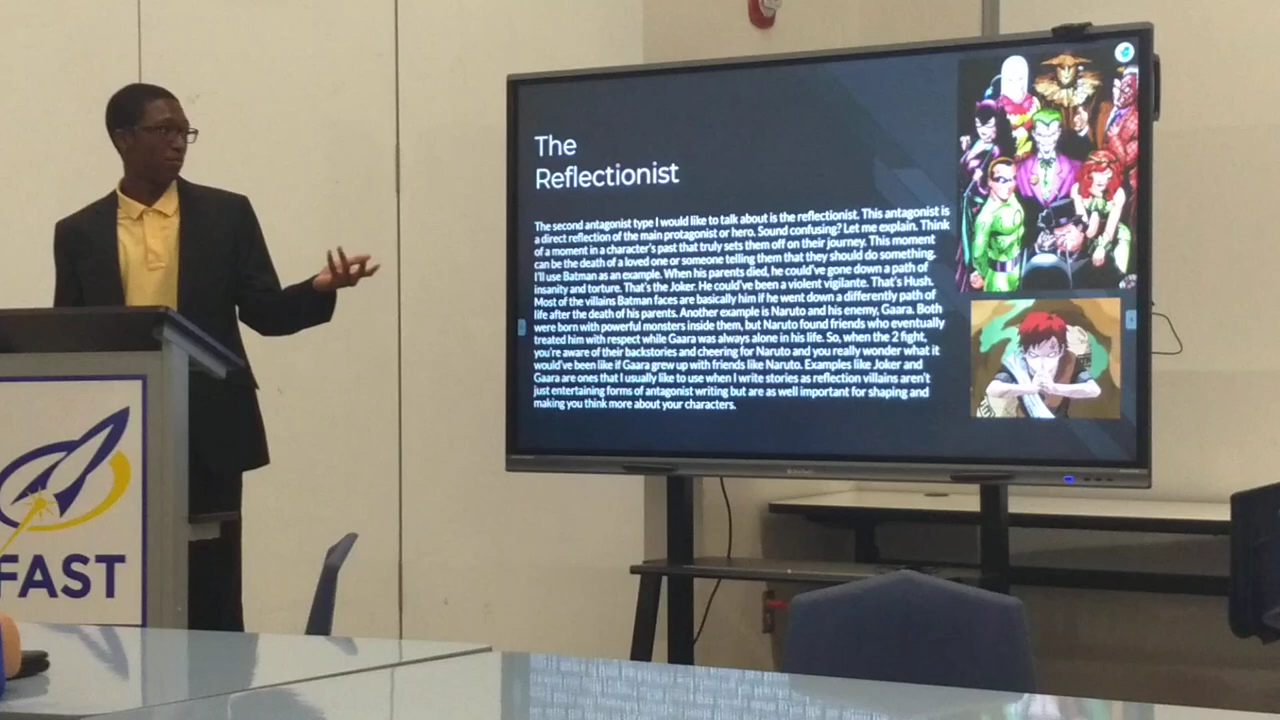 The
Reflectionist
The second antagonist type I would like to talk about is the reflectionist. This antagonist is
a direct reflection of the main protagonist or hero. Sound confusing? Let me explain. Think
of a moment in a character's past that truly sets them off on their journey. This moment
can be the death of a loved one or someone telling them that they should do something.
I'll use Batman as an example. When his parents died, he could've gone down a path of
insanity and torture. That's the Joker. He could've been a violent vigilante. That's Hush.
Most of the villains Batman faces are basically him if he went down a differently path of
life after the death of his parents. Another example is Naruto and his enemy, Gaara. Both
were born with powerful monsters inside them, but Naruto found friends who eventually
treated him with respect while Gaara was always alone in his life. So, when the 2 fight,
you're aware of their backstories and cheering for Naruto and you really wonder what it
would've been like if Gaara grew up with friends like Naruto. Examples like Joker and
Gaara are ones that I usually like to use when I write stories as reflection villains aren't
just entertaining forms of antagonist writing but are as well important for shaping and
making you think more about your characters.
FAST